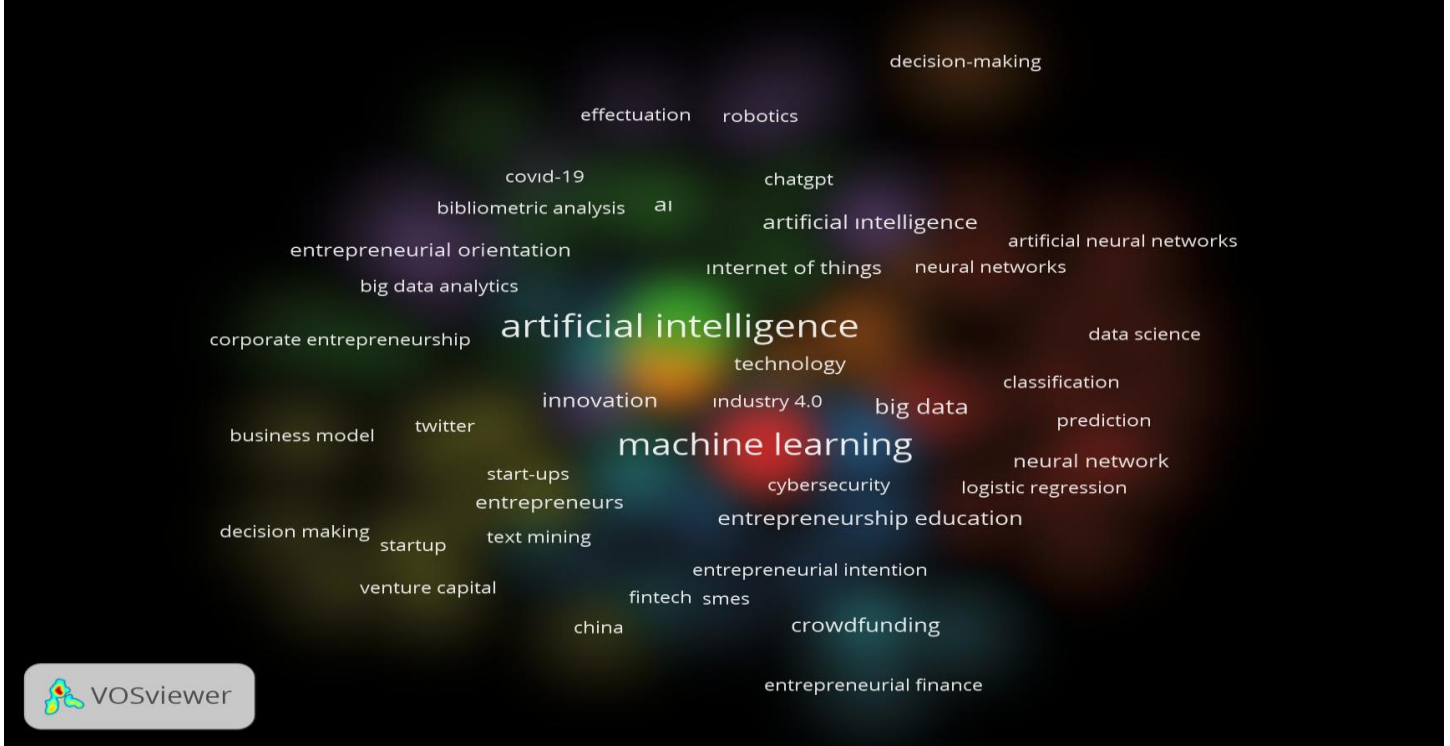 decision-making
effectuation
robotics
covıd-19
chatgpt
bibliometric analysis
aı
artificial ıntelligence
artificial neural networks
entrepreneurial orientation
ınternet of things
neural networks
big data analytics
artificial intelligence
data science
corporate entrepreneurship
technology
classification
innovation
ındustry 4.0
big data
prediction
twitter
business model
machine learning
neural network
start-ups
cybersecurity
logistic regression
entrepreneurs
entrepreneurship education
decision making
text mining
startup
entrepreneurial intention
venture capital
fintech
smes
china
crowdfunding
entrepreneurial finance
VOSviewer